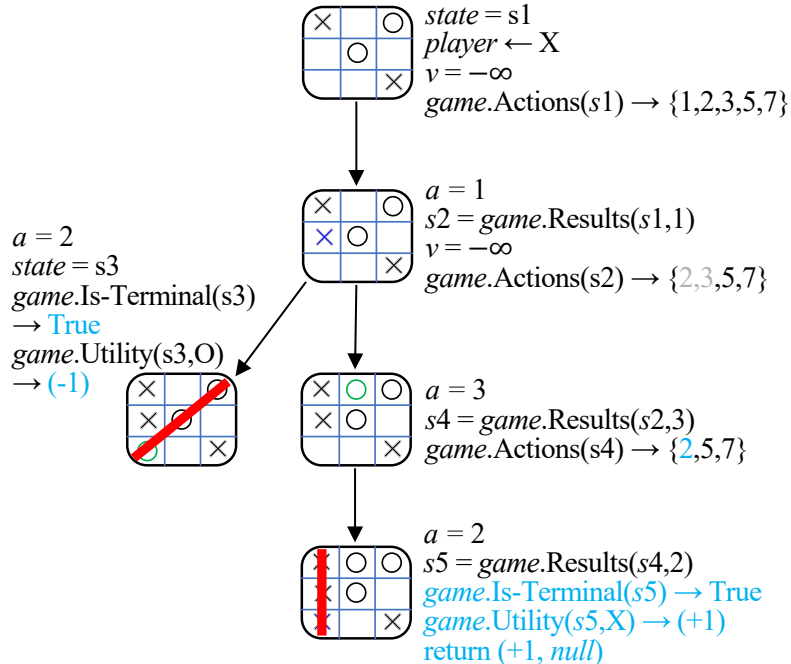 state = s1
player ← X
v = −∞
game.Actions(s1) → {1,2,3,5,7}
a = 1
s2 = game.Results(s1,1)
v = −∞
game.Actions(s2) → {2,3,5,7}
a = 2
state = s3
game.Is-Terminal(s3)
→ True
game.Utility(s3,O)
→ (-1)
a = 3
s4 = game.Results(s2,3)
game.Actions(s4) → {2,5,7}
a = 2
s5 = game.Results(s4,2)
game.Is-Terminal(s5) → True
game.Utility(s5,X) → (+1)
return (+1, null)